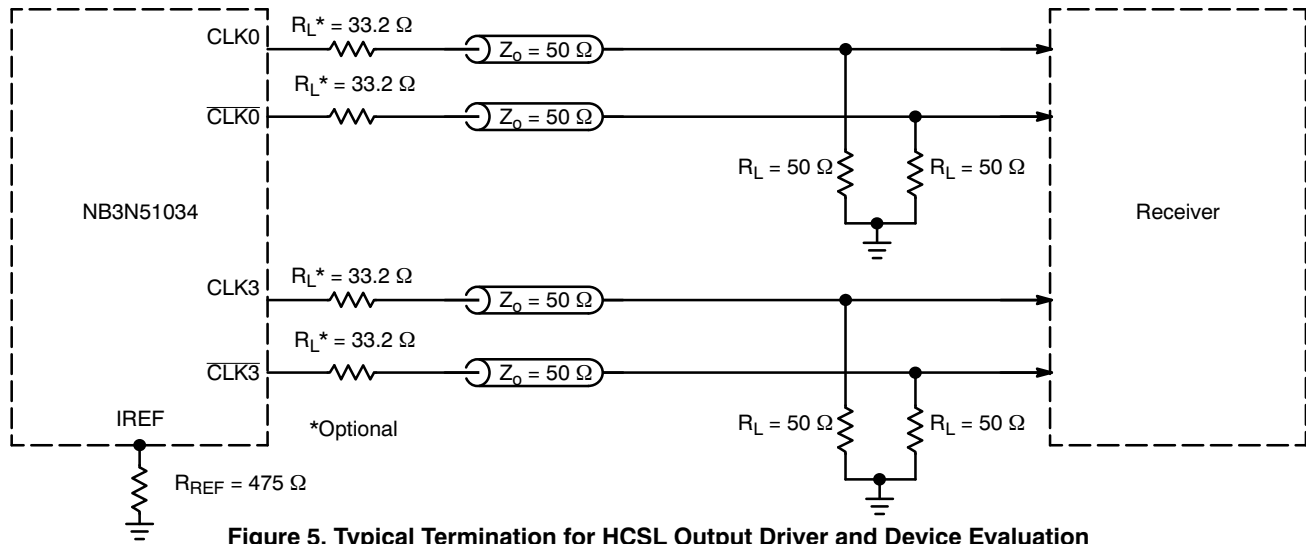 R_L* = 33.2 Ω
CLK0
Z_o = 50 Ω
R_L* = 33.2 Ω
C̅L̅K̅0̅
Z_o = 50 Ω
R_L = 50 Ω
R_L = 50 Ω
NB3N51034
Receiver
R_L* = 33.2 Ω
CLK3
Z_o = 50 Ω
R_L* = 33.2 Ω
C̅L̅K̅3̅
Z_o = 50 Ω
IREF
*Optional
R_L = 50 Ω
R_L = 50 Ω
R_REF = 475 Ω
Figure 5. Typical Termination for HCSL Output Driver and Device Evaluation